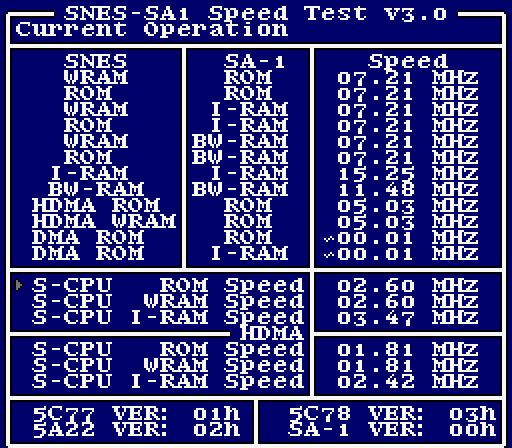 SNES-SA1 Speed Test v3.0
Current Operation
SNES SA-1 Speed
WRAM ROM 07.21 MHZ
ROM ROM 07.21 MHZ
WRAM I-RAM 07.21 MHZ
ROM I-RAM 07.21 MHZ
WRAM BW-RAM 07.21 MHZ
ROM BW-RAM 07.21 MHZ
I-RAM I-RAM 15.25 MHZ
BW-RAM BW-RAM 11.48 MHZ
HDMA ROM ROM 05.03 MHZ
HDMA WRAM ROM 05.03 MHZ
DMA ROM ROM ~00.01 MHZ
DMA ROM I-RAM ~00.01 MHZ
S-CPU ROM Speed 02.60 MHZ
S-CPU WRAM Speed 02.60 MHZ
S-CPU I-RAM Speed 03.47 MHZ
HDMA
S-CPU ROM Speed 01.81 MHZ
S-CPU WRAM Speed 01.81 MHZ
S-CPU I-RAM Speed 02.42 MHZ
5C77 VER: 01h 5C78 VER: 03h
5A22 VER: 02h SA-1 VER: 00h